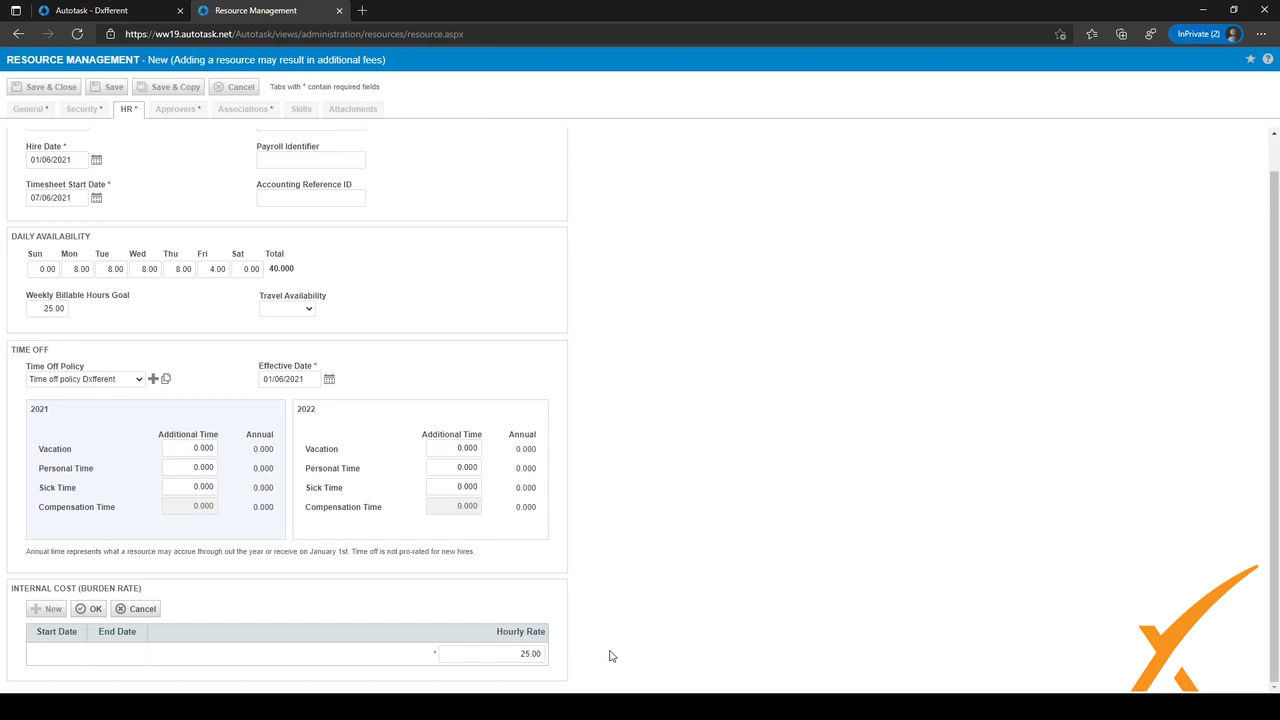 Autotask - Dxfferent
Resource Management
https://ww19.autotask.net/Autotask/views/administration/resources/resource.aspx
InPrivate (2)
RESOURCE MANAGEMENT - New (Adding a resource may result in additional fees)
Save & Close Save Save & Copy Cancel Tabs with * contain required fields
General * Security * HR * Approvers * Associations * Skills Attachments
Hire Date * Payroll Identifier
01/06/2021
Timesheet Start Date * Accounting Reference ID
07/06/2021
DAILY AVAILABILITY
Sun Mon Tue Wed Thu Fri Sat Total
0.00 8.00 8.00 8.00 8.00 4.00 0.00 40.000
Weekly Billable Hours Goal Travel Availability
25.00
TIME OFF
Time Off Policy Effective Date *
Time off policy Dxfferent 01/06/2021
2021 2022
Additional Time Annual Additional Time Annual
Vacation 0.000 0.000 Vacation 0.000 0.000
Personal Time 0.000 0.000 Personal Time 0.000 0.000
Sick Time 0.000 0.000 Sick Time 0.000 0.000
Compensation Time 0.000 0.000 Compensation Time 0.000 0.000
Annual time represents what a resource may accrue through out the year or receive on January 1st. Time off is not pro-rated for new hires.
INTERNAL COST (BURDEN RATE)
New OK Cancel
Start Date End Date Hourly Rate
* 25.00